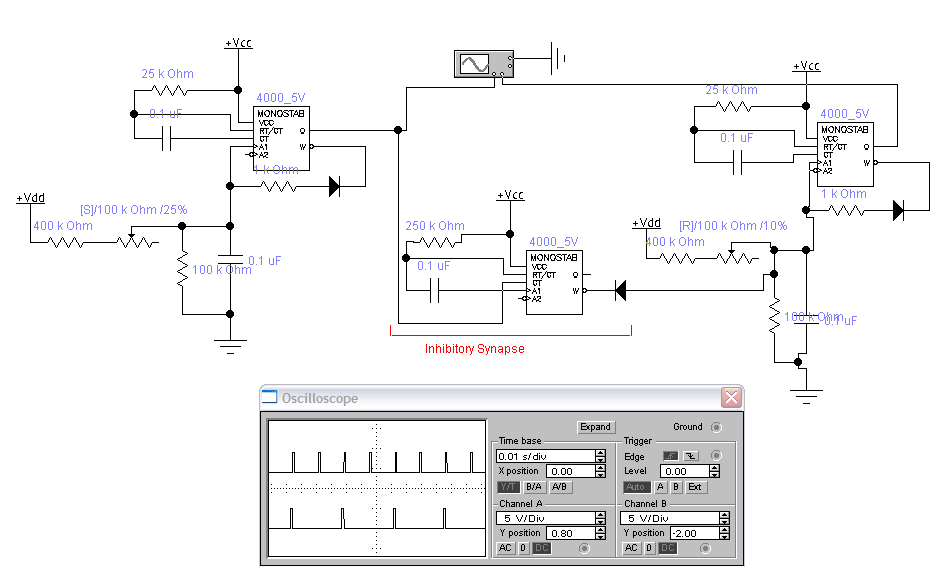 +Vcc
25 k Ohm
0.1 uF
4000_5V
MONOSTAB
VCC
RT/CT
CT
A1
A2
Q
W
1 k Ohm
+Vdd
400 k Ohm
[S]/100 k Ohm /25%
100 k Ohm
0.1 uF
+Vcc
250 k Ohm
0.1 uF
4000_5V
MONOSTAB
VCC
RT/CT
CT
A1
A2
Q
W
Inhibitory Synapse
+Vcc
25 k Ohm
0.1 uF
4000_5V
MONOSTAB
VCC
RT/CT
CT
A1
A2
Q
W
1 k Ohm
+Vdd
400 k Ohm
[R]/100 k Ohm /10%
100 k Ohm
0.1 uF
Oscilloscope
Expand
Ground
Time base
0.01 s/div
X position 0.00
Y/T B/A A/B
Trigger
Edge
Level 0.00
Auto A B Ext
Channel A
5 V/Div
Y position 0.80
AC 0 DC
Channel B
5 V/Div
Y position -2.00
AC 0 DC